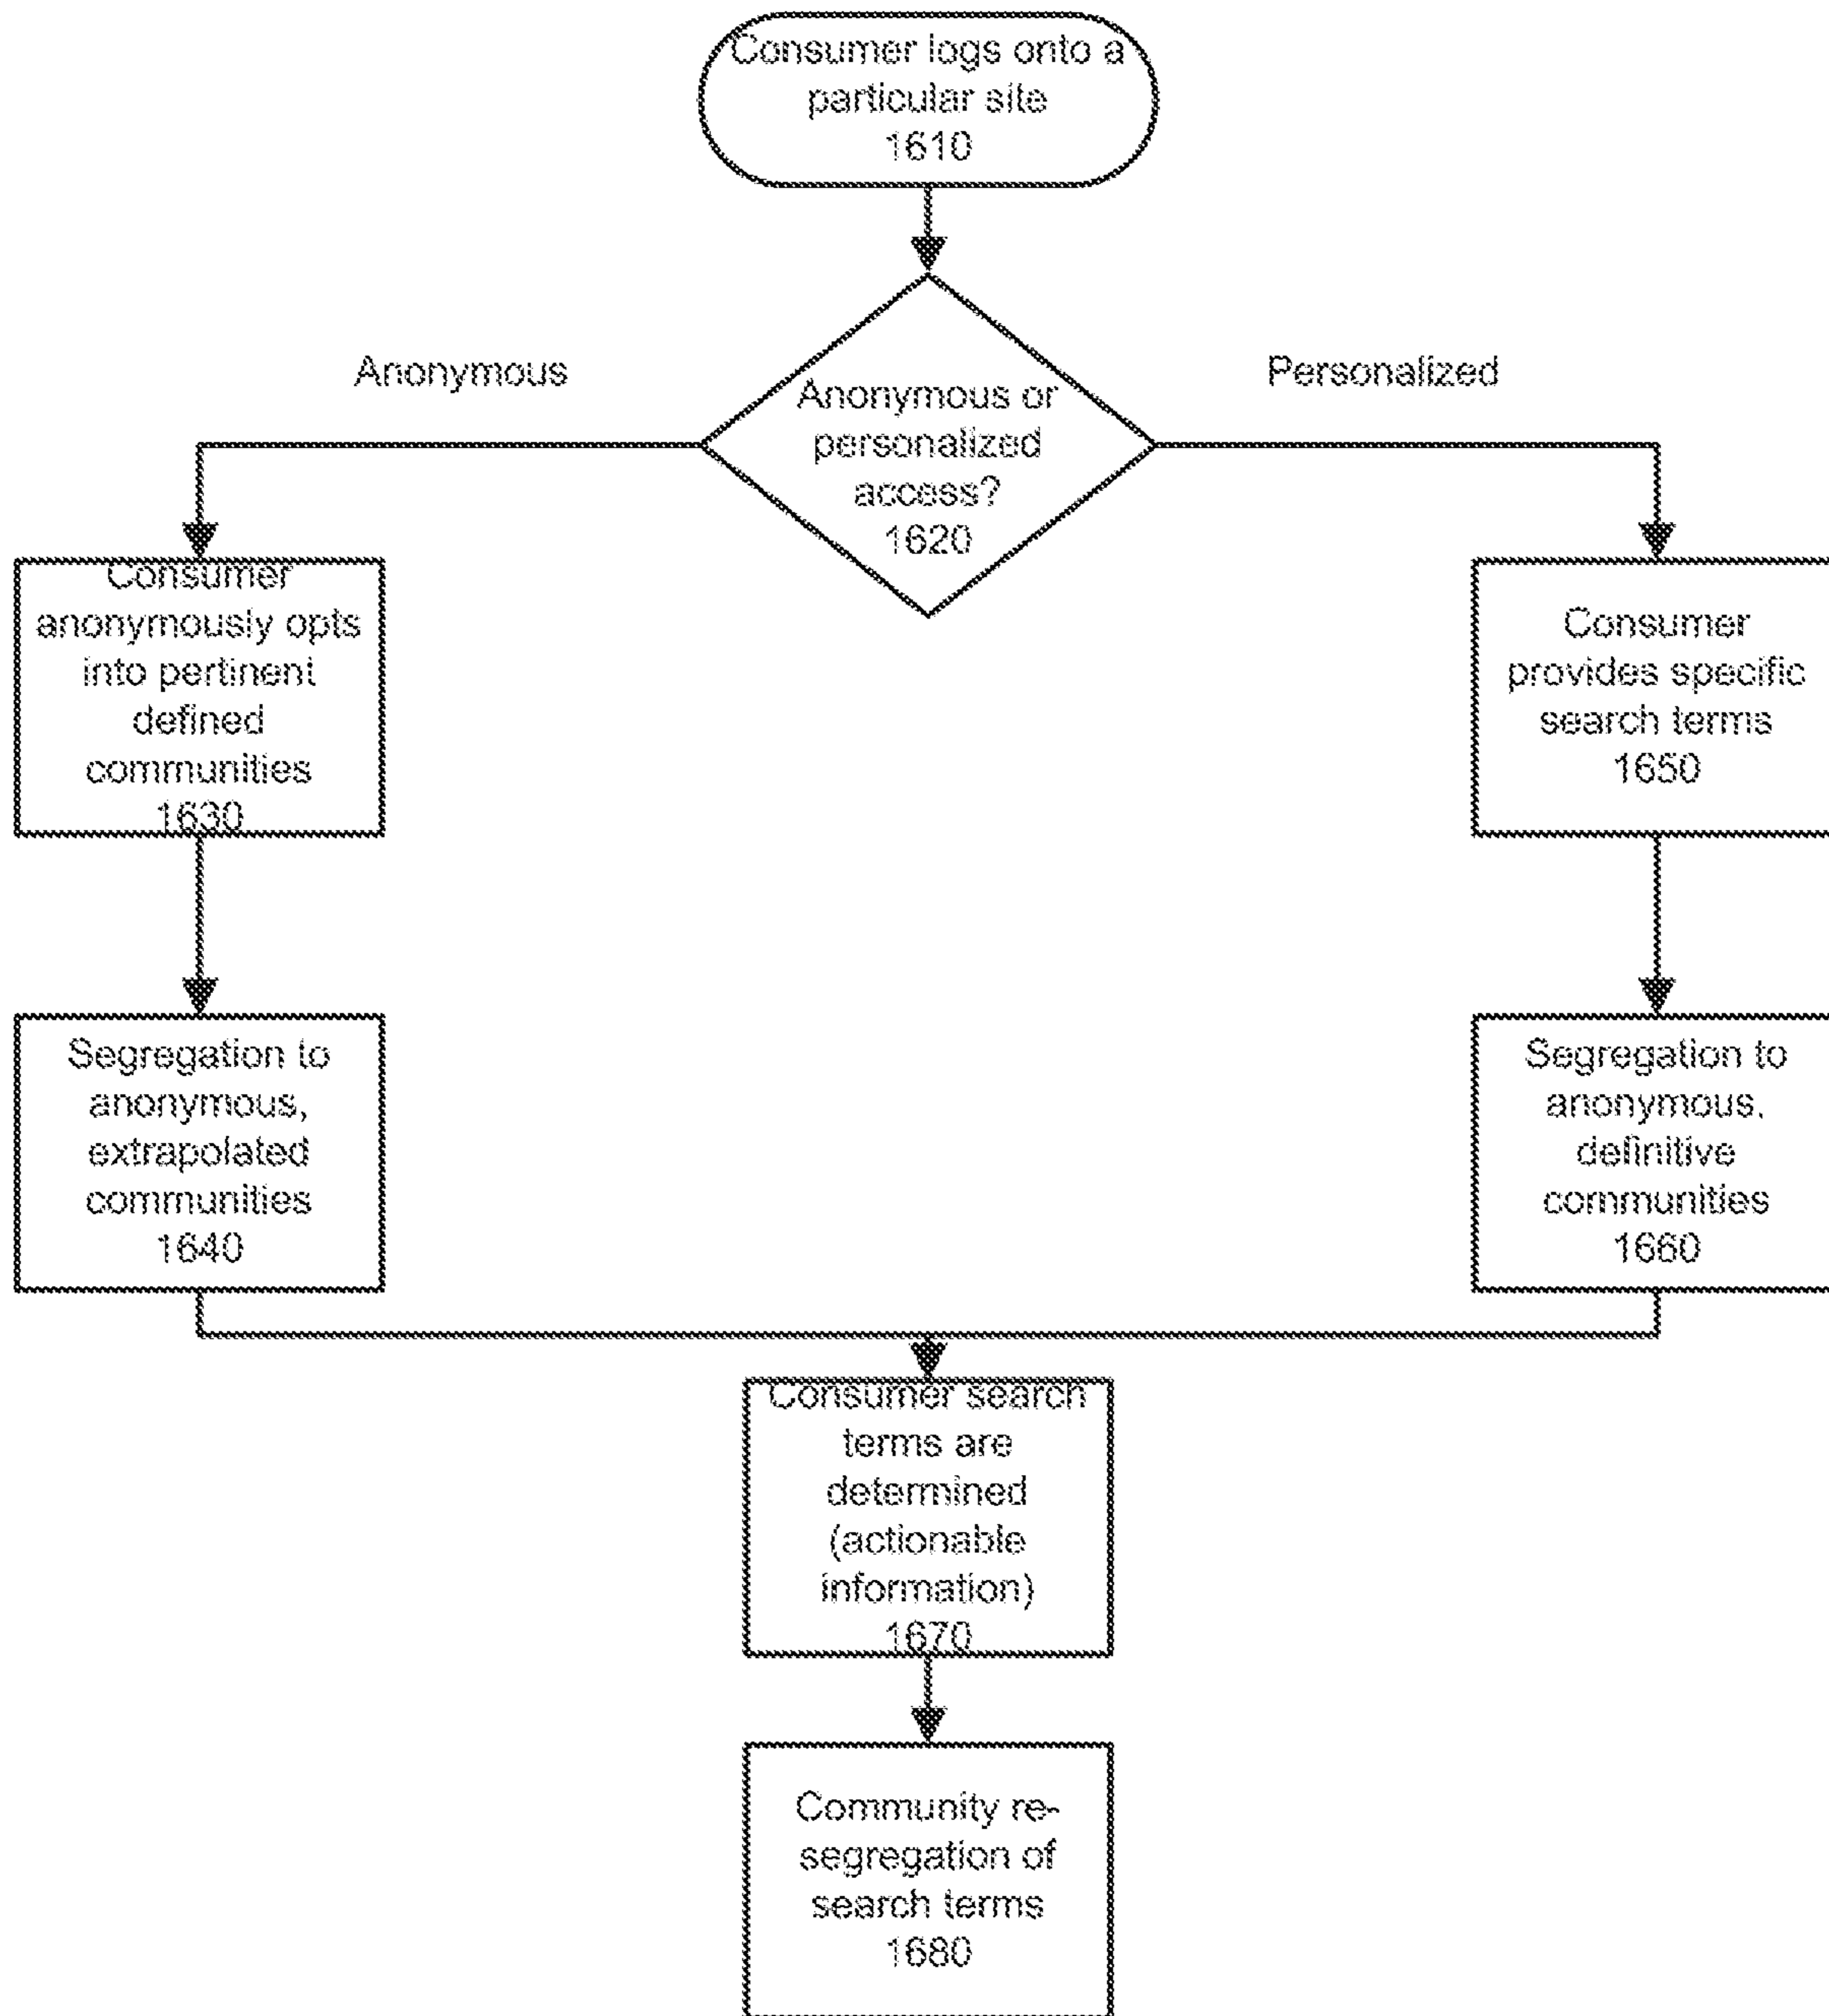 Consumer logs onto a
particular site
1610
Anonymous
Personalized
Anonymous or
personalized
access?
1620
Consumer
anonymously opts
into pertinent
defined
communities
1630
Consumer
provides specific
search terms
1650
Segregation to
anonymous,
extrapolated
communities
1640
Segregation to
anonymous,
definitive
communities
1660
Consumer search
terms are
determined
(actionable
information)
1670
Community re-
segregation of
search terms
1680